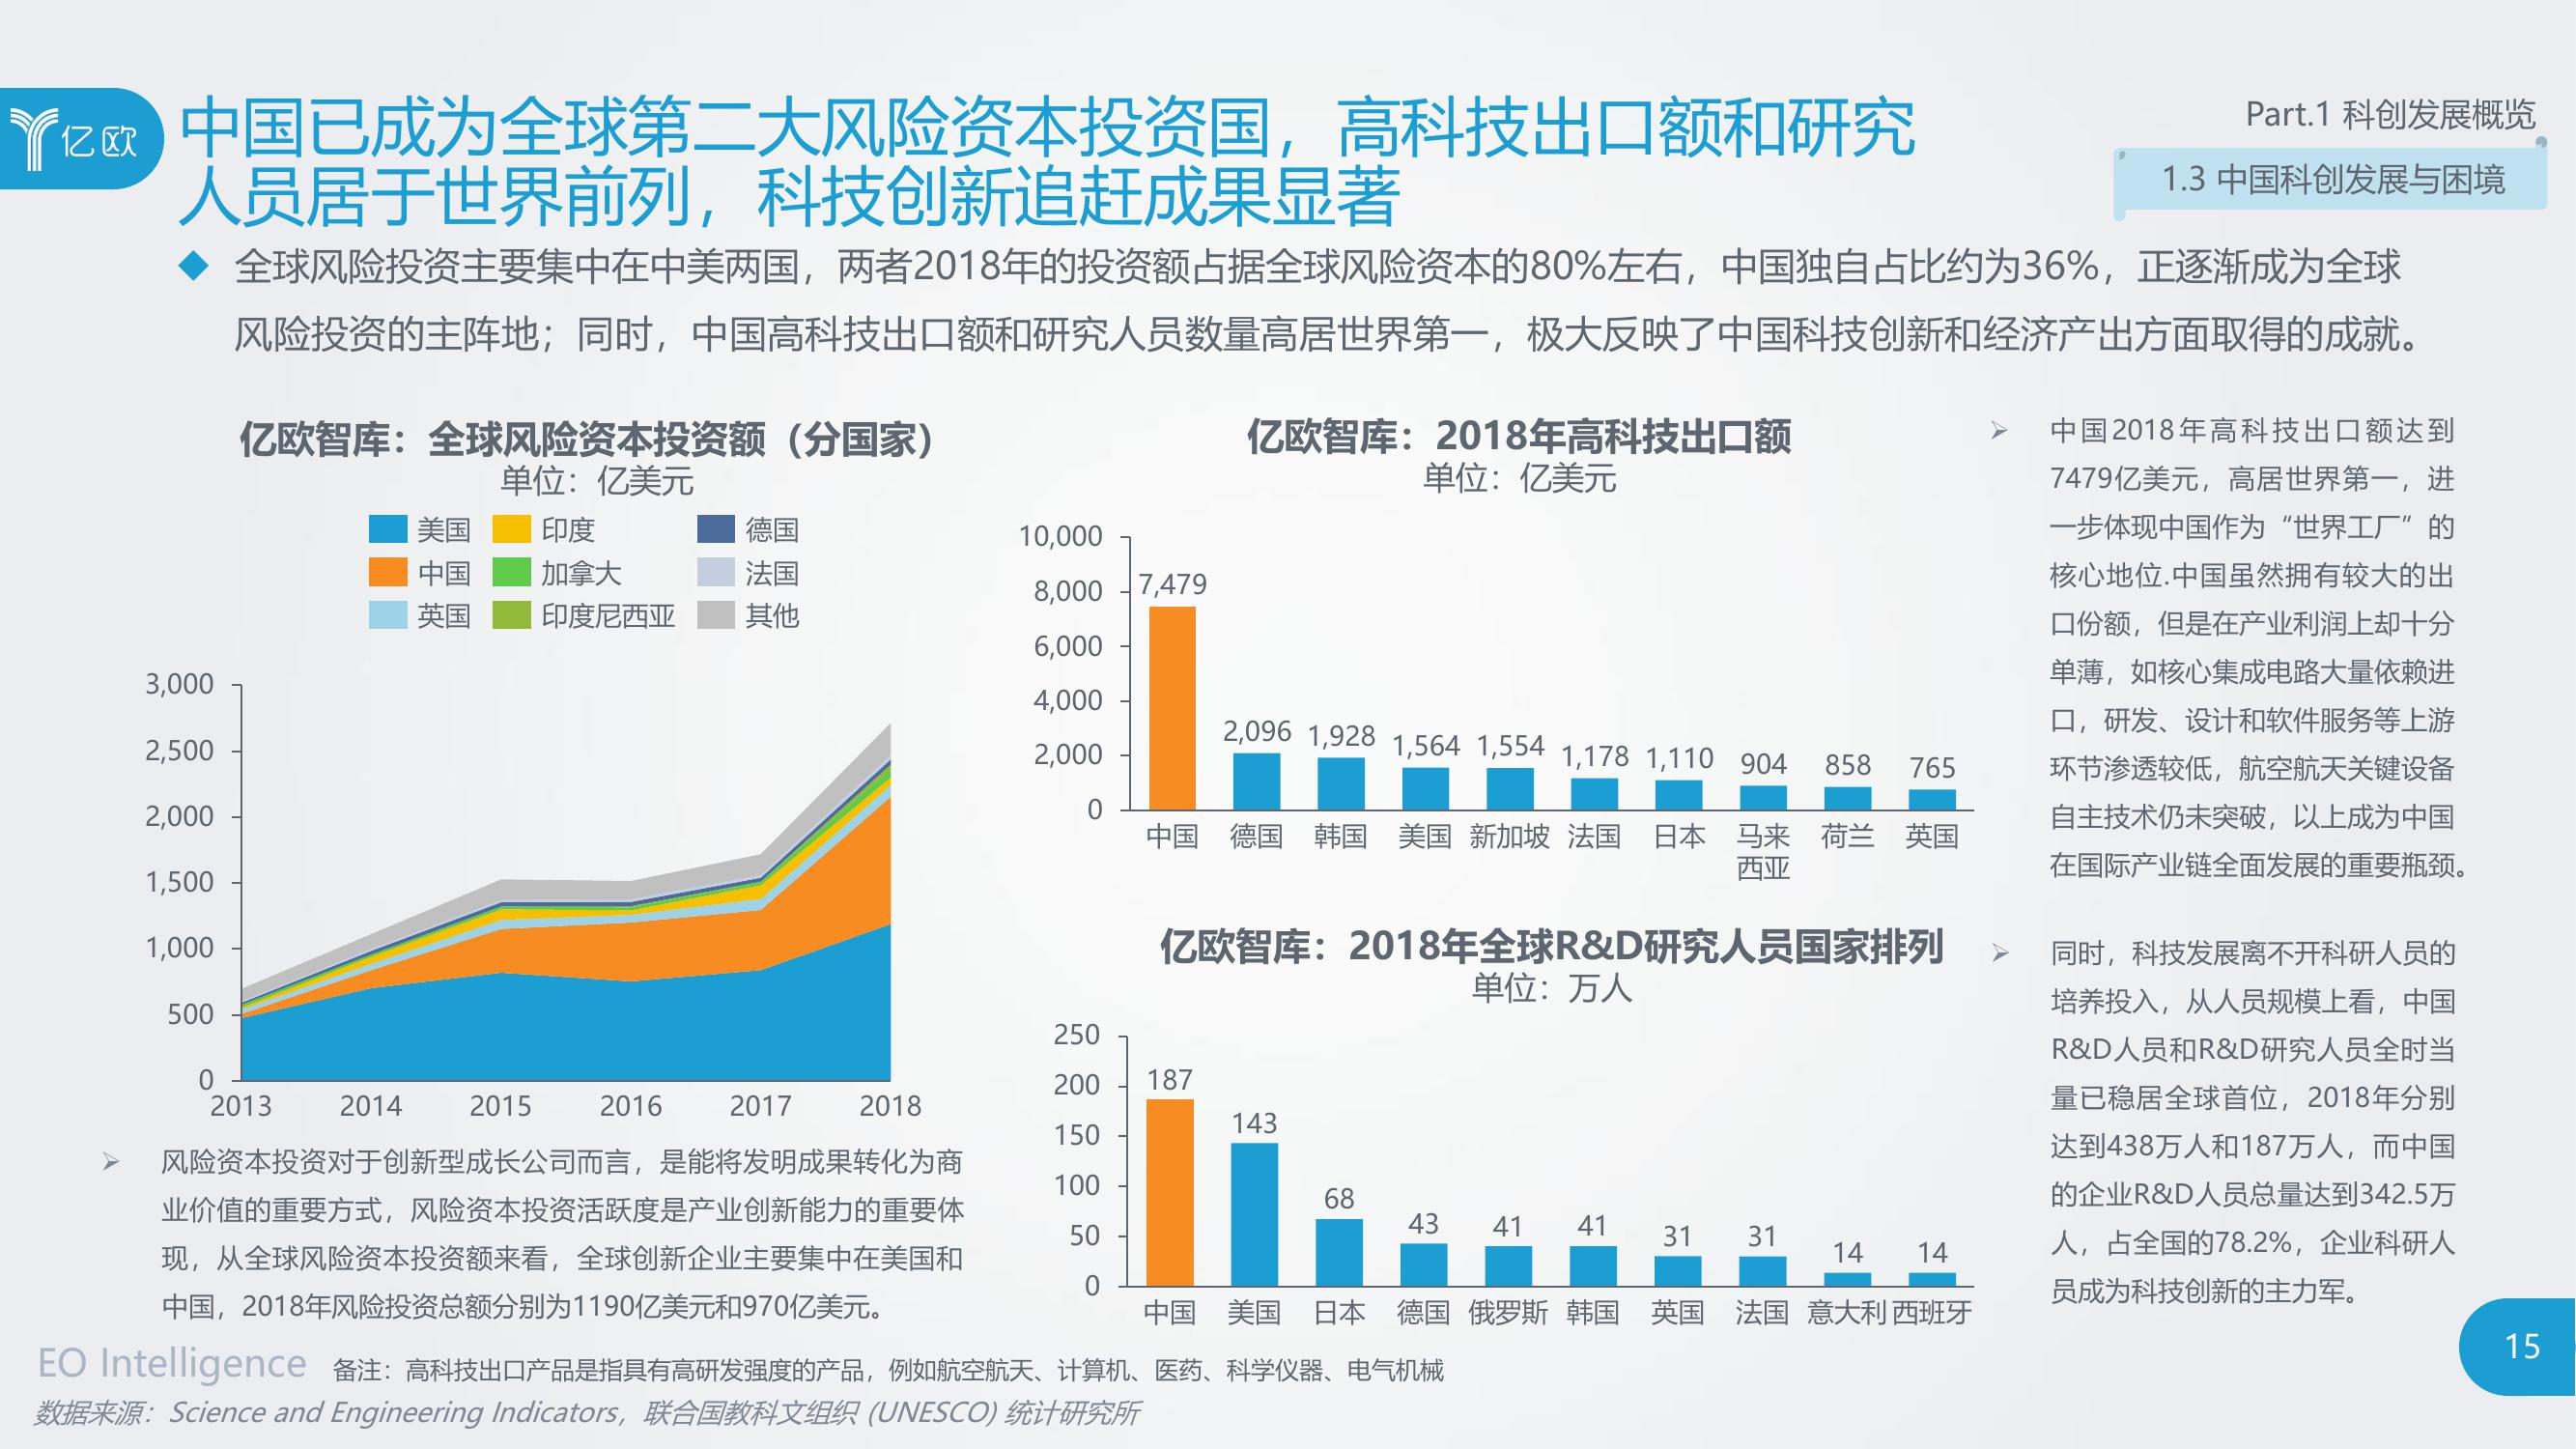 亿欧
中国已成为全球第二大风险资本投资国，高科技出口额和研究
人员居于世界前列，科技创新追赶成果显著
Part.1 科创发展概览
1.3 中国科创发展与困境
全球风险投资主要集中在中美两国，两者2018年的投资额占据全球风险资本的80%左右，中国独自占比约为36%，正逐渐成为全球
风险投资的主阵地；同时，中国高科技出口额和研究人员数量高居世界第一，极大反映了中国科技创新和经济产出方面取得的成就。
亿欧智库：全球风险资本投资额（分国家）
单位：亿美元
美国 印度 德国
中国 加拿大 法国
英国 印度尼西亚 其他
3,000
2,500
2,000
1,500
1,000
500
0
2013 2014 2015 2016 2017 2018
风险资本投资对于创新型成长公司而言，是能将发明成果转化为商
业价值的重要方式，风险资本投资活跃度是产业创新能力的重要体
现，从全球风险资本投资额来看，全球创新企业主要集中在美国和
中国，2018年风险投资总额分别为1190亿美元和970亿美元。
亿欧智库：2018年高科技出口额
单位：亿美元
10,000
8,000
6,000
4,000
2,000
0
7,479 2,096 1,928 1,564 1,554 1,178 1,110 904 858 765
中国 德国 韩国 美国 新加坡 法国 日本 马来 荷兰 英国
西亚
亿欧智库：2018年全球R&D研究人员国家排列
单位：万人
250
200
150
100
50
0
187 143 68 43 41 41 31 31 14 14
中国 美国 日本 德国 俄罗斯 韩国 英国 法国 意大利 西班牙
中国2018年高科技出口额达到
7479亿美元，高居世界第一，进
一步体现中国作为“世界工厂”的
核心地位.中国虽然拥有较大的出
口份额，但是在产业利润上却十分
单薄，如核心集成电路大量依赖进
口，研发、设计和软件服务等上游
环节渗透较低，航空航天关键设备
自主技术仍未突破，以上成为中国
在国际产业链全面发展的重要瓶颈。
同时，科技发展离不开科研人员的
培养投入，从人员规模上看，中国
R&D人员和R&D研究人员全时当
量已稳居全球首位，2018年分别
达到438万人和187万人，而中国
的企业R&D人员总量达到342.5万
人，占全国的78.2%，企业科研人
员成为科技创新的主力军。
15
EO Intelligence
备注：高科技出口产品是指具有高研发强度的产品，例如航空航天、计算机、医药、科学仪器、电气机械
数据来源：Science and Engineering Indicators，联合国教科文组织 (UNESCO) 统计研究所